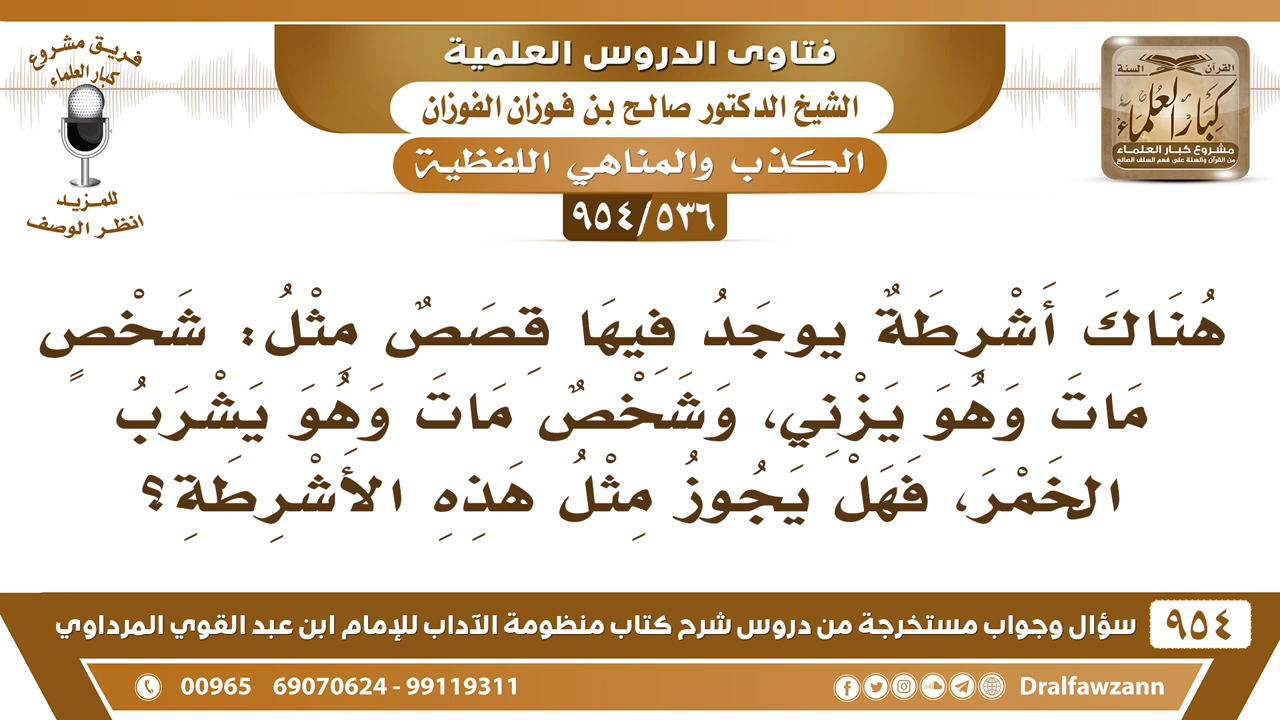 فتاوى الدروس العلمية
الشيخ الدكتور صالح بن فوزان الفوزان
الكذب والمناهي اللفظية
٩٥٤/٥٣٦
القرآن السنة
كبار العلماء
مشروع كبار العلماء
من القرآن والسنة على فهم السلف الصالح
فريق مشروع
كبار العلماء
للمزيد
انظر الوصف
هُنَاكَ أَشْرِطَةٌ يوجَدُ فِيهَا قِصَصٌ مِثْلُ: شَخْصٍ
مَاتَ وَهُوَ يَزْنِي، وَشَخْصٌ مَاتَ وَهُوَ يَشْرَبُ
الخَمْرَ، فَهَلْ يَجُوزُ مِثْلُ هَذِهِ الأَشْرِطَةِ؟
٩٥٤ سؤال وجواب مستخرجة من دروس شرح كتاب منظومة الآداب للإمام ابن عبد القوي المرداوي
00965 69070624 - 99119311
Dralfawzann